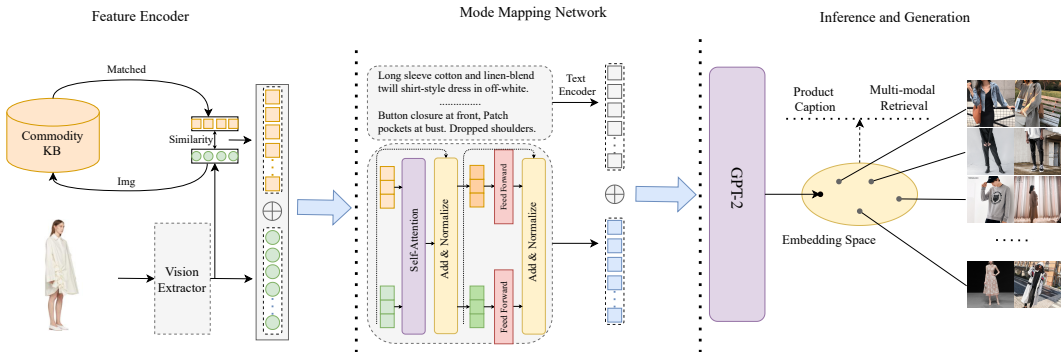 Feature Encoder
Mode Mapping Network
Inference and Generation
Matched
Commodity
KB
Similarity
Img
Vision
Extractor
Long sleeve cotton and linen-blend
twill shirt-style dress in off-white.
..............
Button closure at front, Patch
pockets at bust. Dropped shoulders.
Text
Encoder
Self-Attention
Add & Normalize
Feed Forward
Feed Forward
Add & Normalize
GPT-2
Product
Caption
Multi-modal
Retrieval
Embedding Space